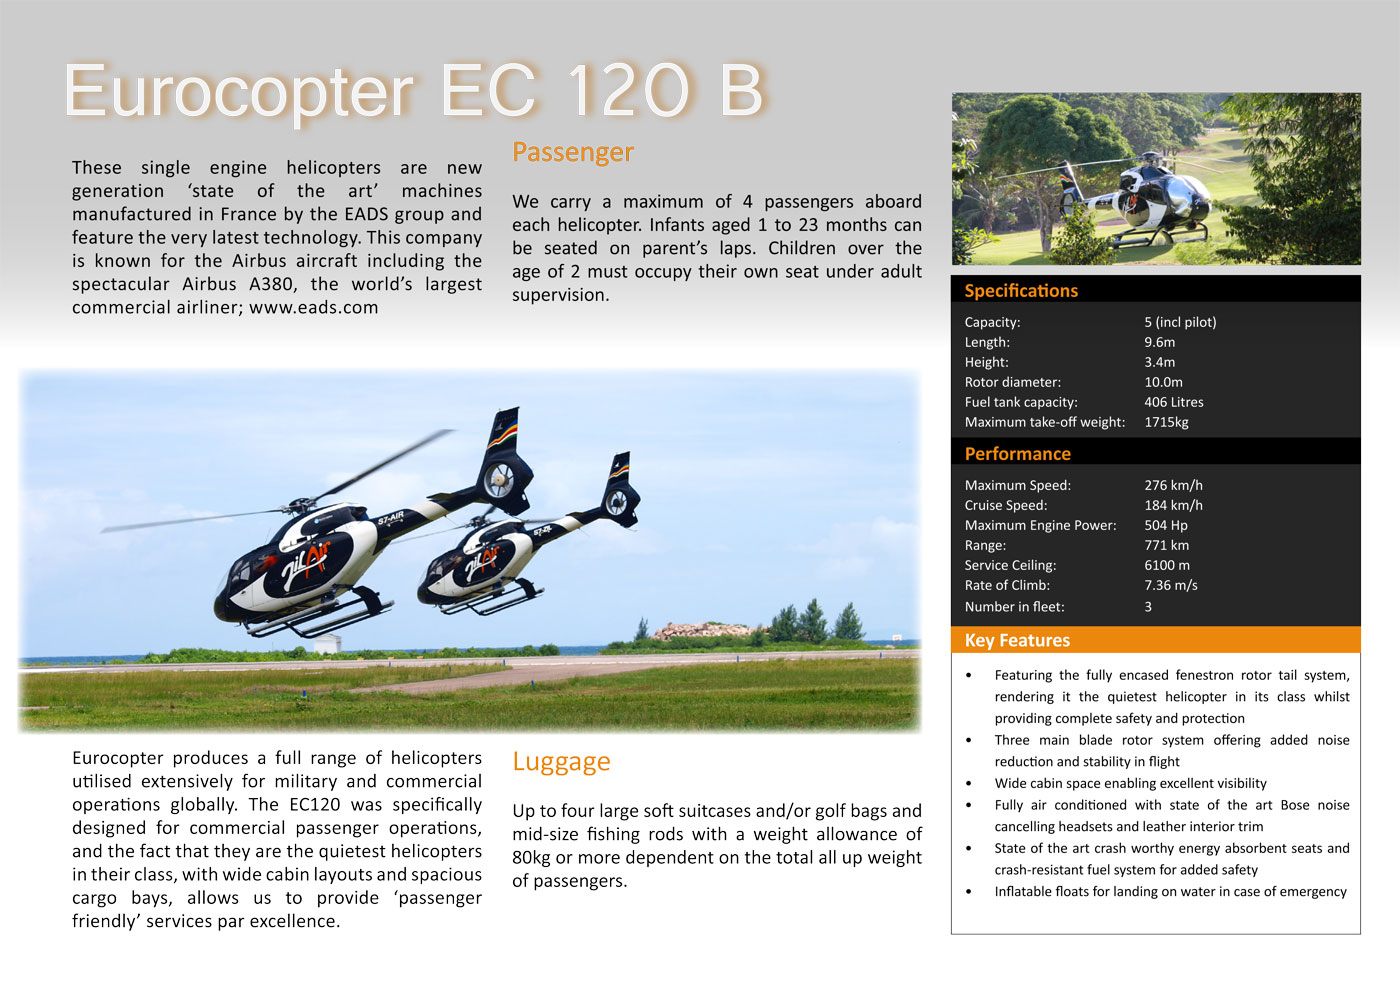 Eurocopter EC 120 B
These single engine helicopters are new
generation ‘state of the art’ machines
manufactured in France by the EADS group and
feature the very latest technology. This company
is known for the Airbus aircraft including the
spectacular Airbus A380, the world’s largest
commercial airliner; www.eads.com
Passenger
We carry a maximum of 4 passengers aboard
each helicopter. Infants aged 1 to 23 months can
be seated on parent’s laps. Children over the
age of 2 must occupy their own seat under adult
supervision.
S7-AIR
ZilAir
ZilAir
Eurocopter produces a full range of helicopters
utilised extensively for military and commercial
operations globally. The EC120 was specifically
designed for commercial passenger operations,
and the fact that they are the quietest helicopters
in their class, with wide cabin layouts and spacious
cargo bays, allows us to provide ‘passenger
friendly’ services par excellence.
Luggage
Up to four large soft suitcases and/or golf bags and
mid-size fishing rods with a weight allowance of
80kg or more dependent on the total all up weight
of passengers.
Specifications
Capacity: 5 (incl pilot)
Length: 9.6m
Height: 3.4m
Rotor diameter: 10.0m
Fuel tank capacity: 406 Litres
Maximum take-off weight: 1715kg
Performance
Maximum Speed: 276 km/h
Cruise Speed: 184 km/h
Maximum Engine Power: 504 Hp
Range: 771 km
Service Ceiling: 6100 m
Rate of Climb: 7.36 m/s
Number in fleet: 3
Key Features
• Featuring the fully encased fenestron rotor tail system,
rendering it the quietest helicopter in its class whilst
providing complete safety and protection
• Three main blade rotor system offering added noise
reduction and stability in flight
• Wide cabin space enabling excellent visibility
• Fully air conditioned with state of the art Bose noise
cancelling headsets and leather interior trim
• State of the art crash worthy energy absorbent seats and
crash-resistant fuel system for added safety
• Inflatable floats for landing on water in case of emergency